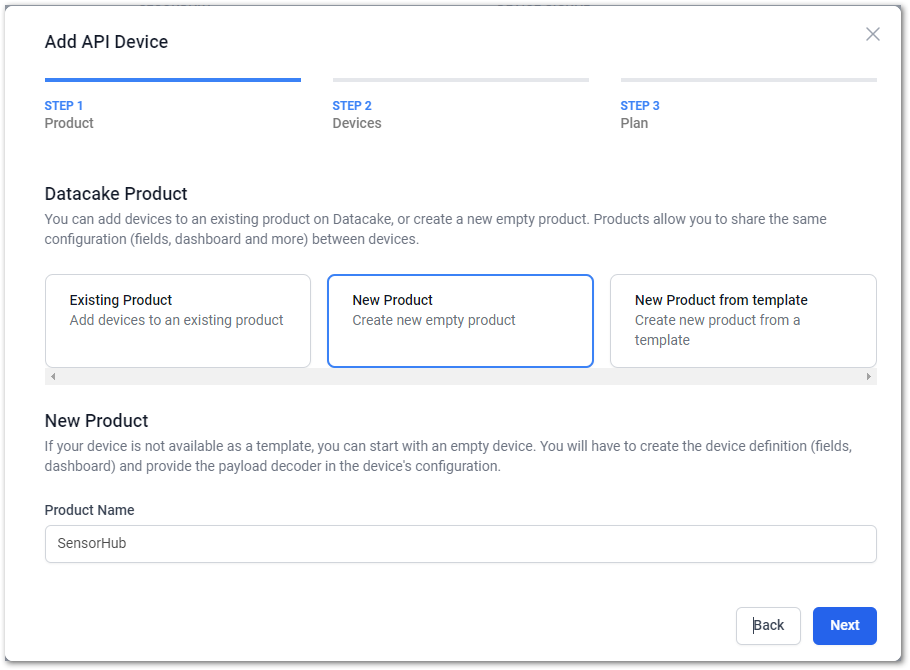 Add API Device
STEP 1
Product
STEP 2
Devices
STEP 3
Plan
Datacake Product
You can add devices to an existing product on Datacake, or create a new empty product. Products allow you to share the same
configuration (fields, dashboard and more) between devices.
Existing Product
Add devices to an existing product
New Product
Create new empty product
New Product from template
Create new product from a
template
New Product
If your device is not available as a template, you can start with an empty device. You will have to create the device definition (fields,
dashboard) and provide the payload decoder in the device's configuration.
Product Name
SensorHub
Back
Next